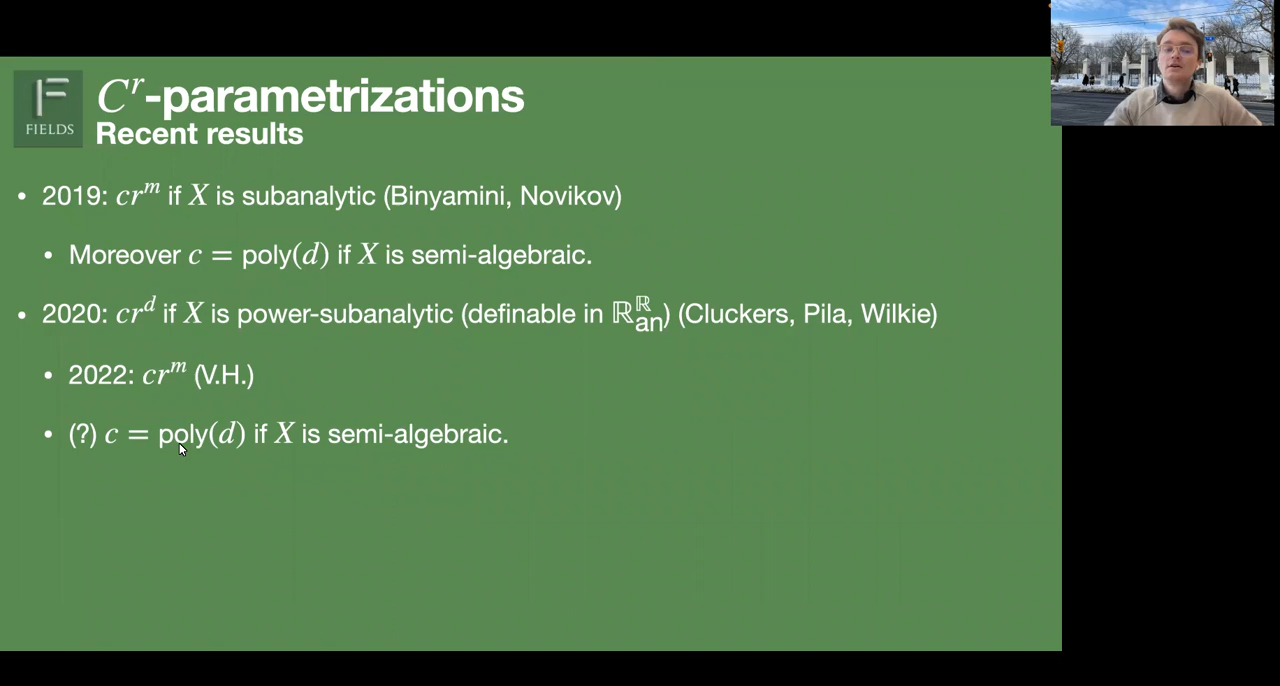 FIELDS
C^r-parametrizations
Recent results
• 2019: cr^m if X is subanalytic (Binyamini, Novikov)
• Moreover c = poly(d) if X is semi-algebraic.
• 2020: cr^d if X is power-subanalytic (definable in ℝ_an^ℝ) (Cluckers, Pila, Wilkie)
• 2022: cr^m (V.H.)
• (?) c = poly(d) if X is semi-algebraic.